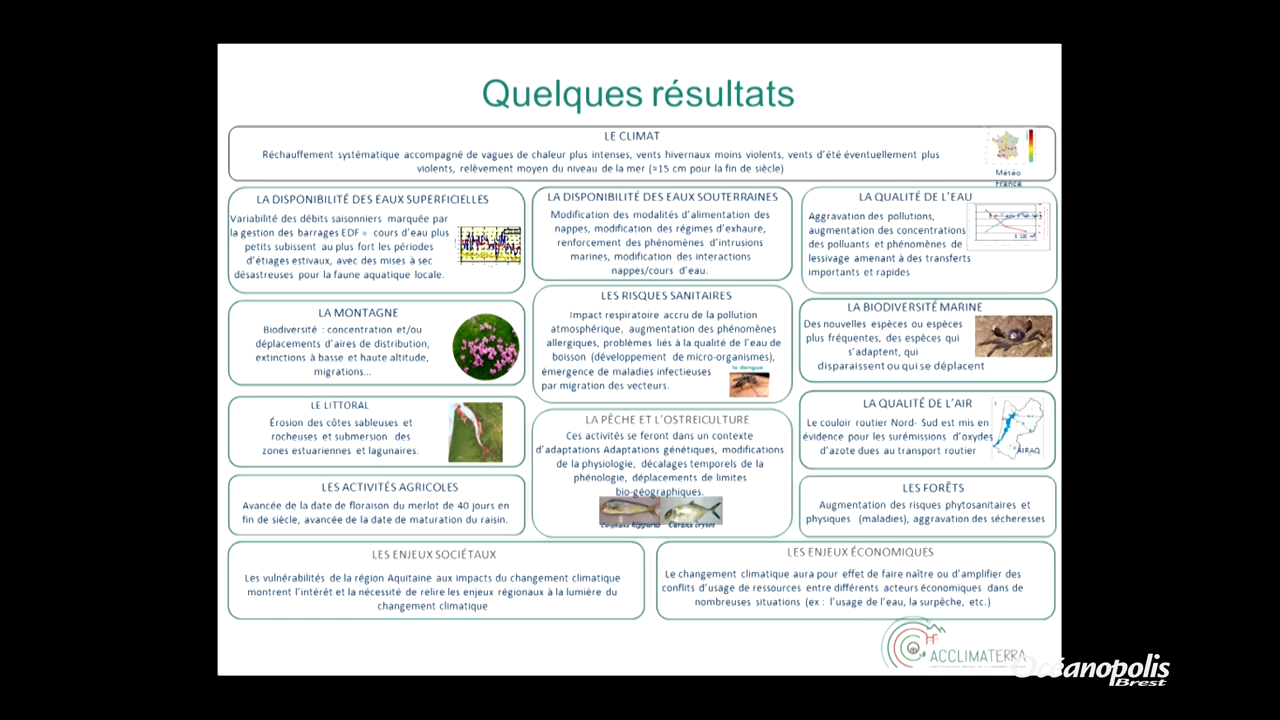 Quelques résultats
LE CLIMAT
Réchauffement systématique accompagné de vagues de chaleur plus intenses, vents hivernaux moins violents, vents d'été éventuellement plus
violents, relèvement moyen du niveau de la mer (≈15 cm pour la fin de siècle)
Météo
France
LA DISPONIBILITÉ DES EAUX SUPERFICIELLES
Variabilité des débits saisonniers marquée par
la gestion des barrages EDF = cours d'eau plus
petits subissent au plus fort les périodes
d'étiages estivaux, avec des mises à sec
désastreuses pour la faune aquatique locale.
LA DISPONIBILITÉ DES EAUX SOUTERRAINES
Modification des modalités d'alimentation des
nappes, modification des régimes d'exhaure,
renforcement des phénomènes d'intrusions
marines, modification des interactions
nappes/cours d'eau.
LA QUALITÉ DE L'EAU
Aggravation des pollutions,
augmentation des concentrations
des polluants et phénomènes de
lessivage amenant à des transferts
importants et rapides
LA MONTAGNE
Biodiversité : concentration et/ou
déplacements d'aires de distribution,
extinctions à basse et haute altitude,
migrations...
LES RISQUES SANITAIRES
Impact respiratoire accru de la pollution
atmosphérique, augmentation des phénomènes
allergiques, problèmes liés à la qualité de l'eau de
boisson (développement de micro-organismes),
émergence de maladies infectieuses
par migration des vecteurs.
la dengue
LA BIODIVERSITÉ MARINE
Des nouvelles espèces ou espèces
plus fréquentes, des espèces qui
s'adaptent, qui
disparaissent ou qui se déplacent
LE LITTORAL
Érosion des côtes sableuses et
rocheuses et submersion des
zones estuariennes et lagunaires.
LA PÊCHE ET L'OSTREICULTURE
Ces activités se feront dans un contexte
d'adaptations Adaptations génétiques, modifications
de la physiologie, décalages temporels de la
phénologie, déplacements de limites
bio-géographiques.
hippurus Caranx crysos
LA QUALITÉ DE L'AIR
Le couloir routier Nord- Sud est mis en
évidence pour les surémissions d'oxydes
d'azote dues au transport routier
AIRAQ
LES ACTIVITÉS AGRICOLES
Avancée de la date de floraison du merlot de 40 jours en
fin de siècle, avancée de la date de maturation du raisin.
LES FORÊTS
Augmentation des risques phytosanitaires et
physiques (maladies), aggravation des sécheresses
LES ENJEUX SOCIÉTAUX
Les vulnérabilités de la région Aquitaine aux impacts du changement climatique
montrent l'intérêt et la nécessité de relire les enjeux régionaux à la lumière du
changement climatique
LES ENJEUX ÉCONOMIQUES
Le changement climatique aura pour effet de faire naître ou d'amplifier des
conflits d'usage de ressources entre différents acteurs économiques dans de
nombreuses situations (ex : l'usage de l'eau, la surpêche, etc.)
ACCLIMATERRA
Océanopolis
Brest